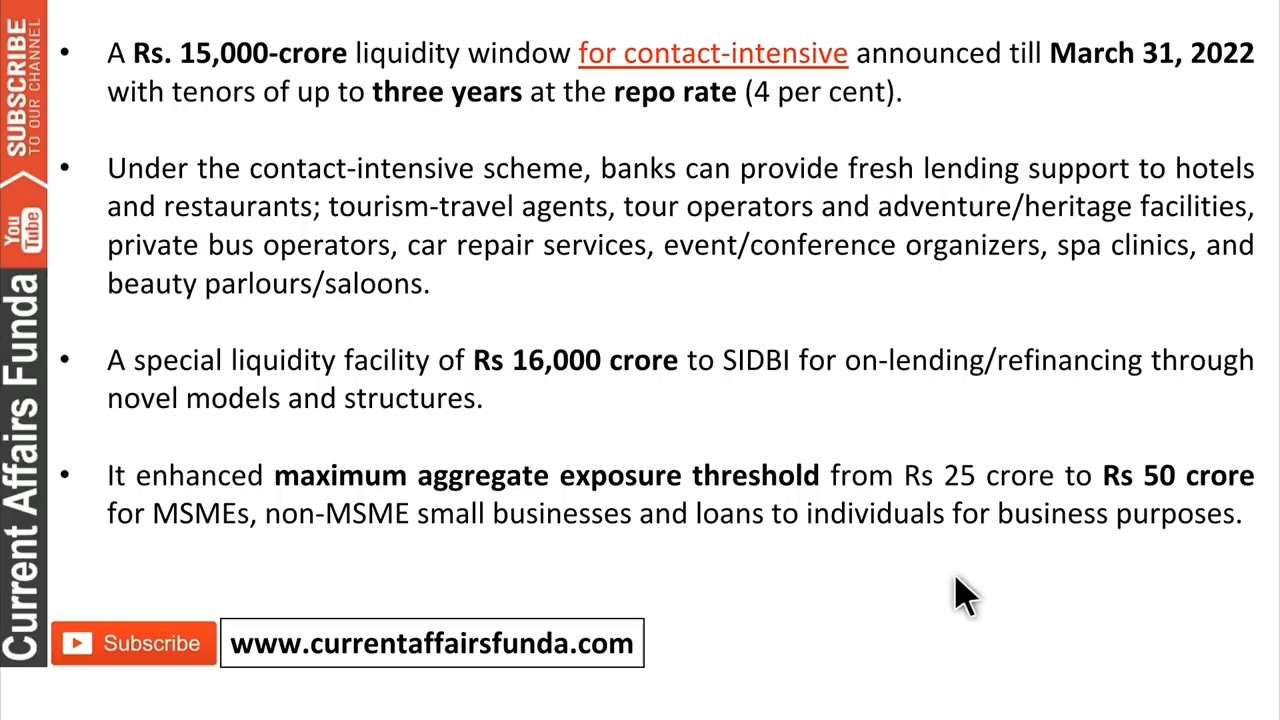 • A Rs. 15,000-crore liquidity window for contact-intensive announced till March 31, 2022
with tenors of up to three years at the repo rate (4 per cent).
• Under the contact-intensive scheme, banks can provide fresh lending support to hotels
and restaurants; tourism-travel agents, tour operators and adventure/heritage facilities,
private bus operators, car repair services, event/conference organizers, spa clinics, and
beauty parlours/saloons.
• A special liquidity facility of Rs 16,000 crore to SIDBI for on-lending/refinancing through
novel models and structures.
• It enhanced maximum aggregate exposure threshold from Rs 25 crore to Rs 50 crore
for MSMEs, non-MSME small businesses and loans to individuals for business purposes.
Subscribe
www.currentaffairsfunda.com
SUBSCRIBE
TO OUR CHANNEL
You
Tube
Current Affairs Funda